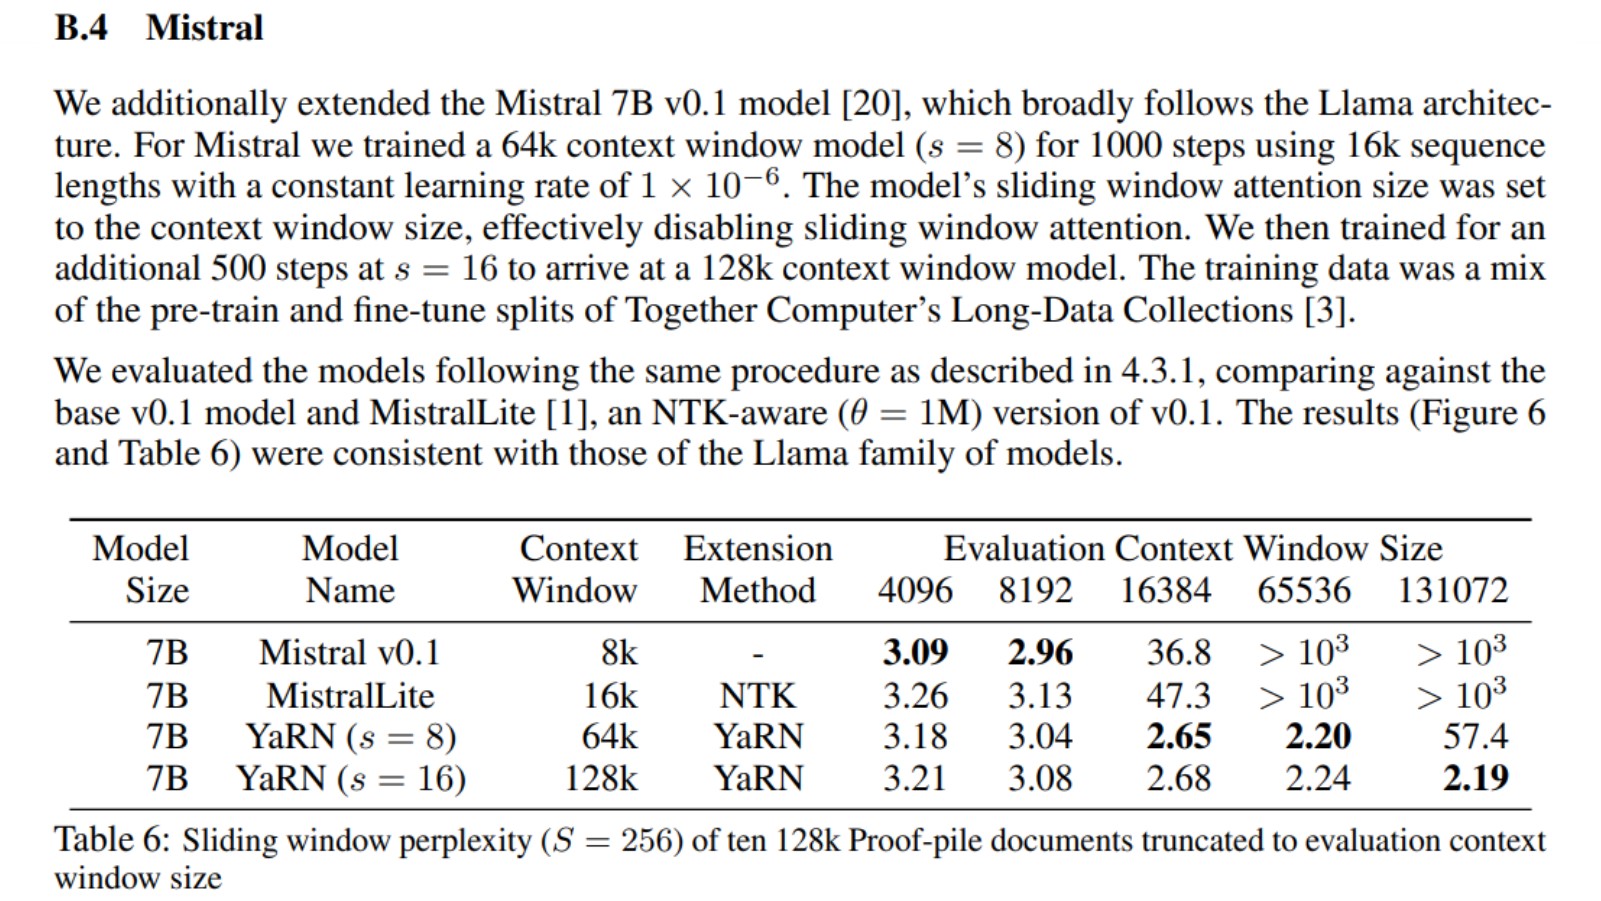 B.4 Mistral
We additionally extended the Mistral 7B v0.1 model [20], which broadly follows the Llama architec-
ture. For Mistral we trained a 64k context window model (s = 8) for 1000 steps using 16k sequence
lengths with a constant learning rate of 1 × 10⁻⁶. The model's sliding window attention size was set
to the context window size, effectively disabling sliding window attention. We then trained for an
additional 500 steps at s = 16 to arrive at a 128k context window model. The training data was a mix
of the pre-train and fine-tune splits of Together Computer's Long-Data Collections [3].
We evaluated the models following the same procedure as described in 4.3.1, comparing against the
base v0.1 model and MistralLite [1], an NTK-aware (θ = 1M) version of v0.1. The results (Figure 6
and Table 6) were consistent with those of the Llama family of models.
Model Model Context Extension Evaluation Context Window Size
Size Name Window Method 4096 8192 16384 65536 131072
7B Mistral v0.1 8k - 3.09 2.96 36.8 > 10³ > 10³
7B MistralLite 16k NTK 3.26 3.13 47.3 > 10³ > 10³
7B YaRN (s = 8) 64k YaRN 3.18 3.04 2.65 2.20 57.4
7B YaRN (s = 16) 128k YaRN 3.21 3.08 2.68 2.24 2.19
Table 6: Sliding window perplexity (S = 256) of ten 128k Proof-pile documents truncated to evaluation context
window size